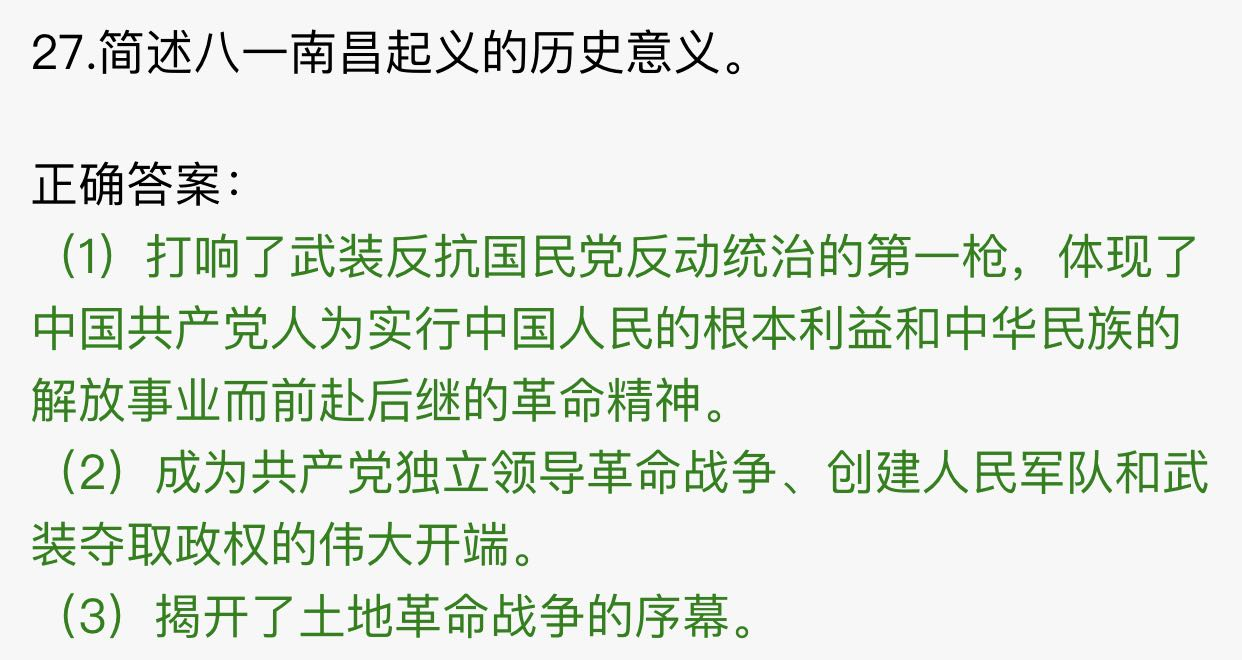 27.简述八一南昌起义的历史意义。
正确答案：
（1）打响了武装反抗国民党反动统治的第一枪，体现了
中国共产党人为实行中国人民的根本利益和中华民族的
解放事业而前赴后继的革命精神。
（2）成为共产党独立领导革命战争、创建人民军队和武
装夺取政权的伟大开端。
（3）揭开了土地革命战争的序幕。